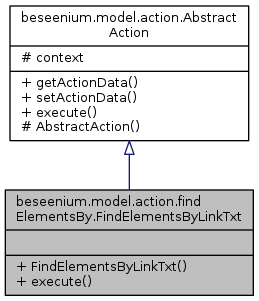 beseenium.model.action.Abstract
Action
# context
+ getActionData()
+ setActionData()
+ execute()
# AbstractAction()
beseenium.model.action.find
ElementsBy.FindElementsByLinkTxt
+ FindElementsByLinkTxt()
+ execute()